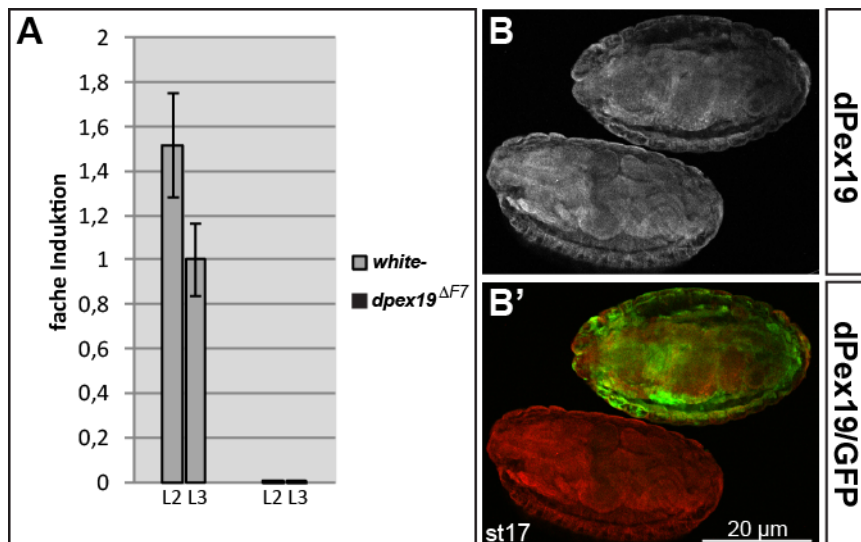 A
2
1,8
1,6
1,4
1,2
1
0,8
0,6
0,4
0,2
0
fache Induktion
L2 L3
L2 L3
white-
dpex19ΔF7
B
dPex19
B’
st17
20 µm
dPex19/GFP